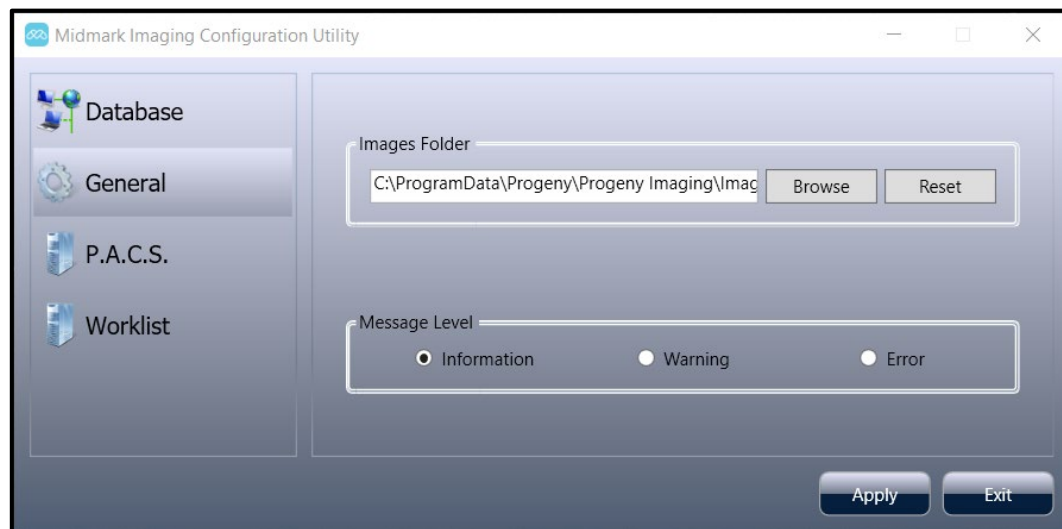 Midmark Imaging Configuration Utility
Database
General
P.A.C.S.
Worklist
Images Folder
C:\ProgramData\Progeny\Progeny Imaging\Imag
Browse
Reset
Message Level
Information
Warning
Error
Apply
Exit